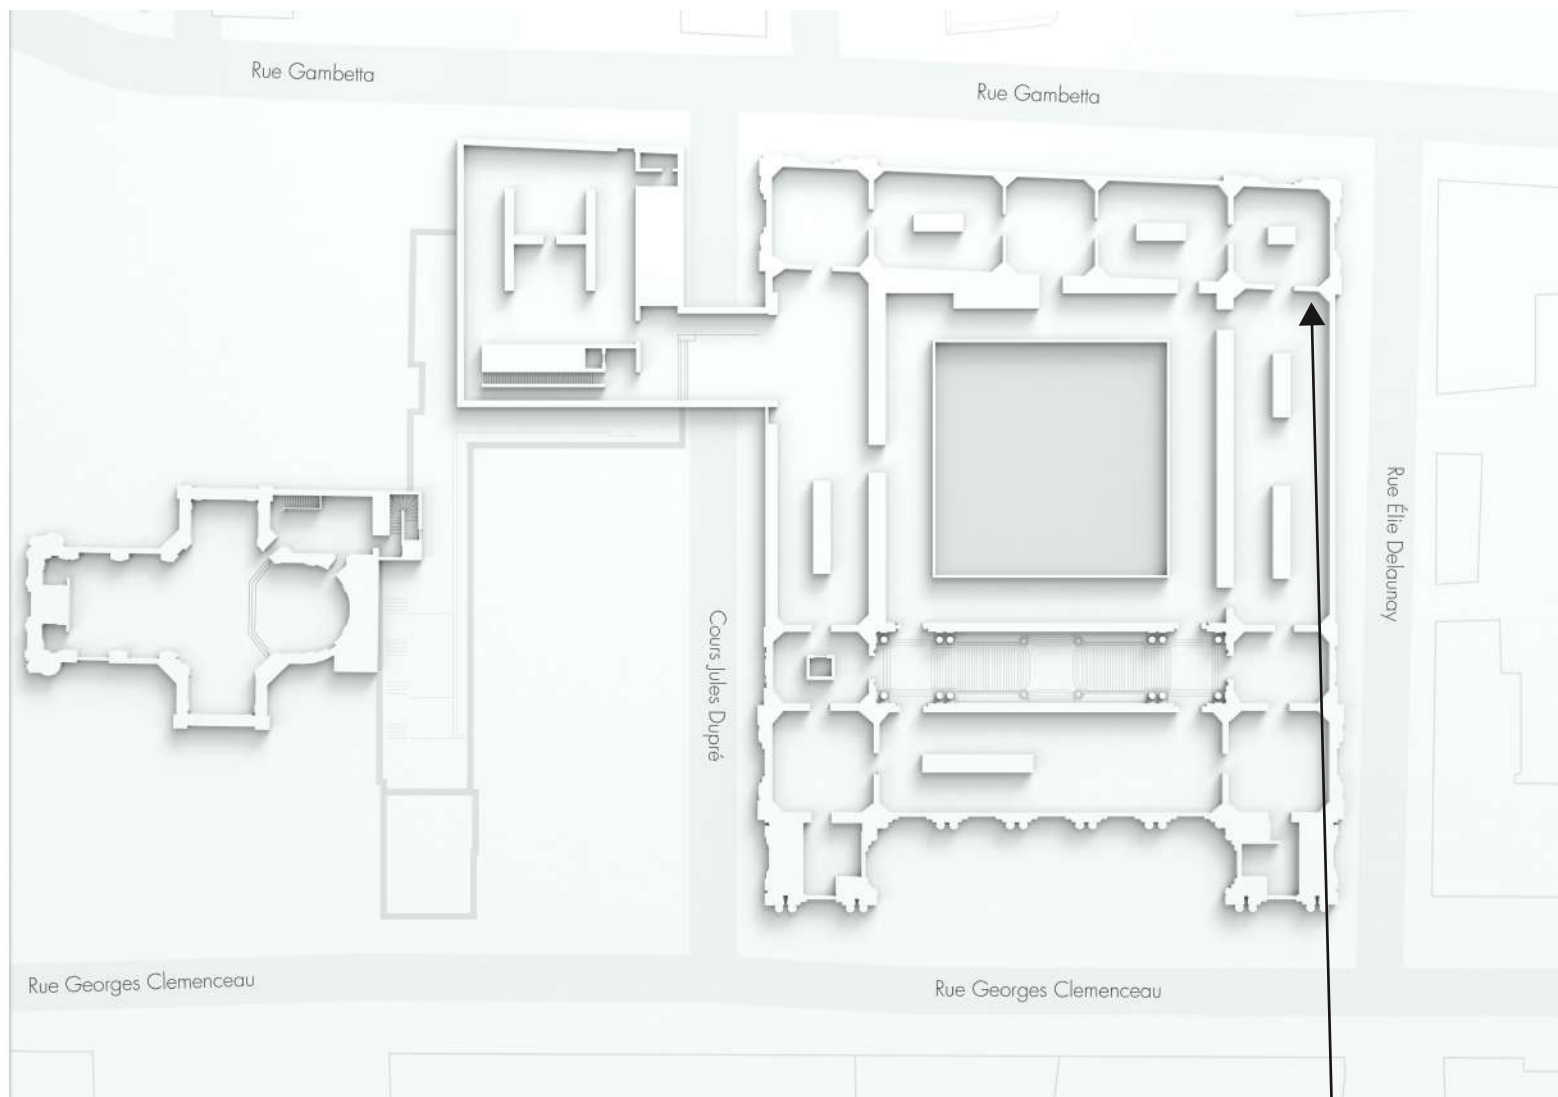 Rue Gambetta
Rue Gambetta
Rue Élie Delaunay
Cours Jules Dupré
Rue Georges Clemenceau
Rue Georges Clemenceau